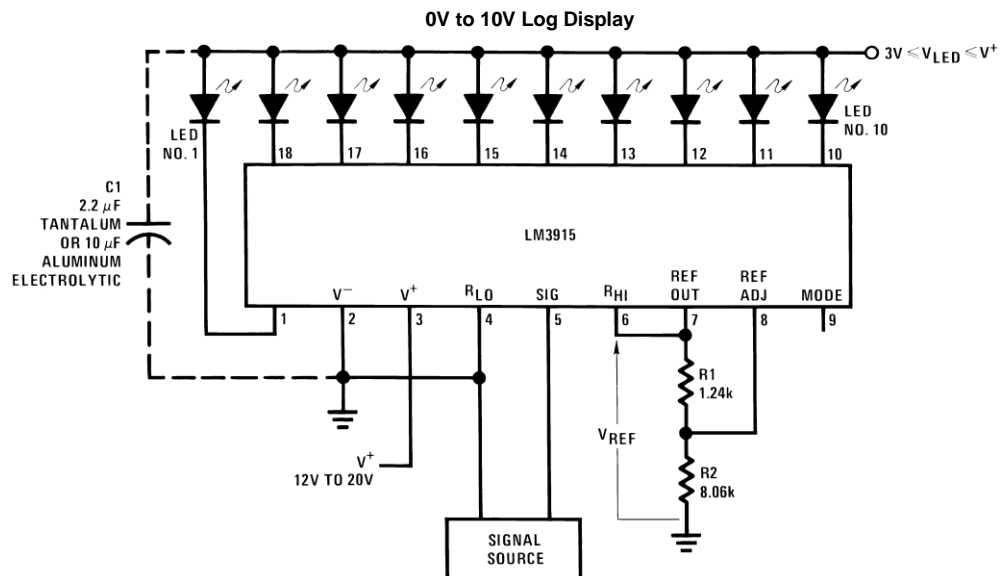 0V to 10V Log Display
3V ≤ V_LED ≤ V⁺
LED
NO. 1
LED
NO. 10
18
17
16
15
14
13
12
11
10
C1
2.2 μF
TANTALUM
OR 10 μF
ALUMINUM
ELECTROLYTIC
LM3915
V⁻
V⁺
R_LO
SIG
R_HI
REF
OUT
REF
ADJ
MODE
1
2
3
4
5
6
7
8
9
R1
1.24k
V_REF
R2
8.06k
V⁺
12V TO 20V
SIGNAL
SOURCE